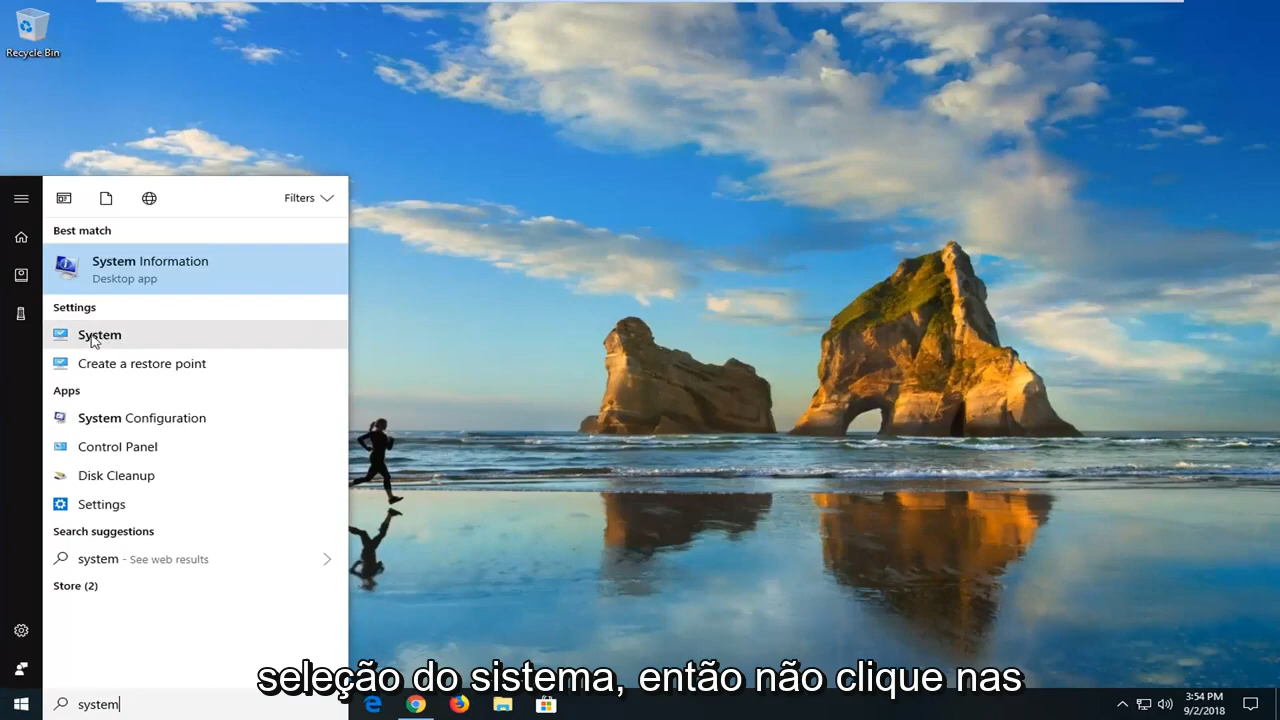 Recycle Bin
Filters
Best match
System Information
Desktop app
Settings
System
Create a restore point
Apps
System Configuration
Control Panel
Disk Cleanup
Settings
Search suggestions
system - See web results
Store (2)
seleção do sistema, então não clique nas
system
3:54 PM
9/2/2018